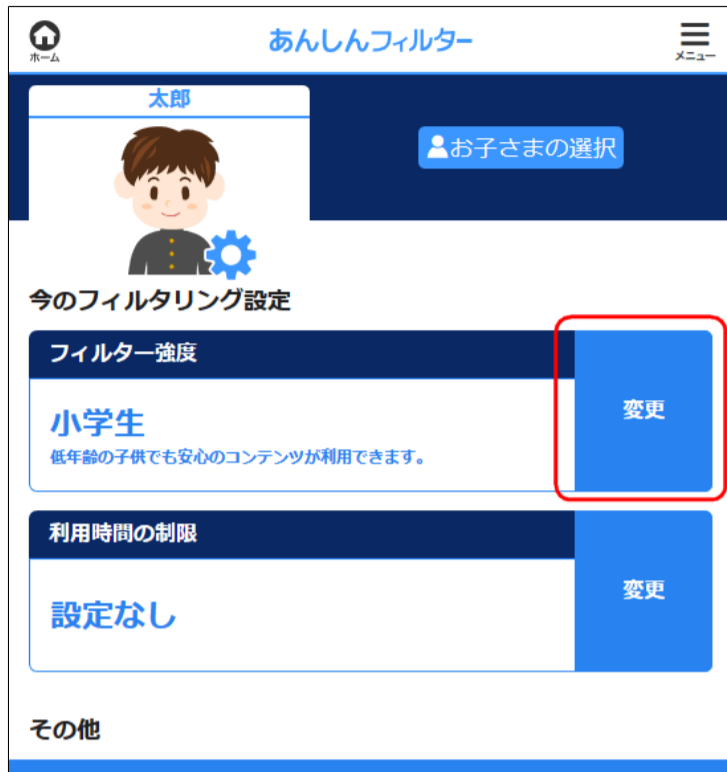 あんしんフィルター
ホーム
メニュー
太郎
お子さまの選択
今のフィルタリング設定
フィルター強度
小学生
低年齢の子供でも安心のコンテンツが利用できます。
変更
利用時間の制限
設定なし
変更
その他